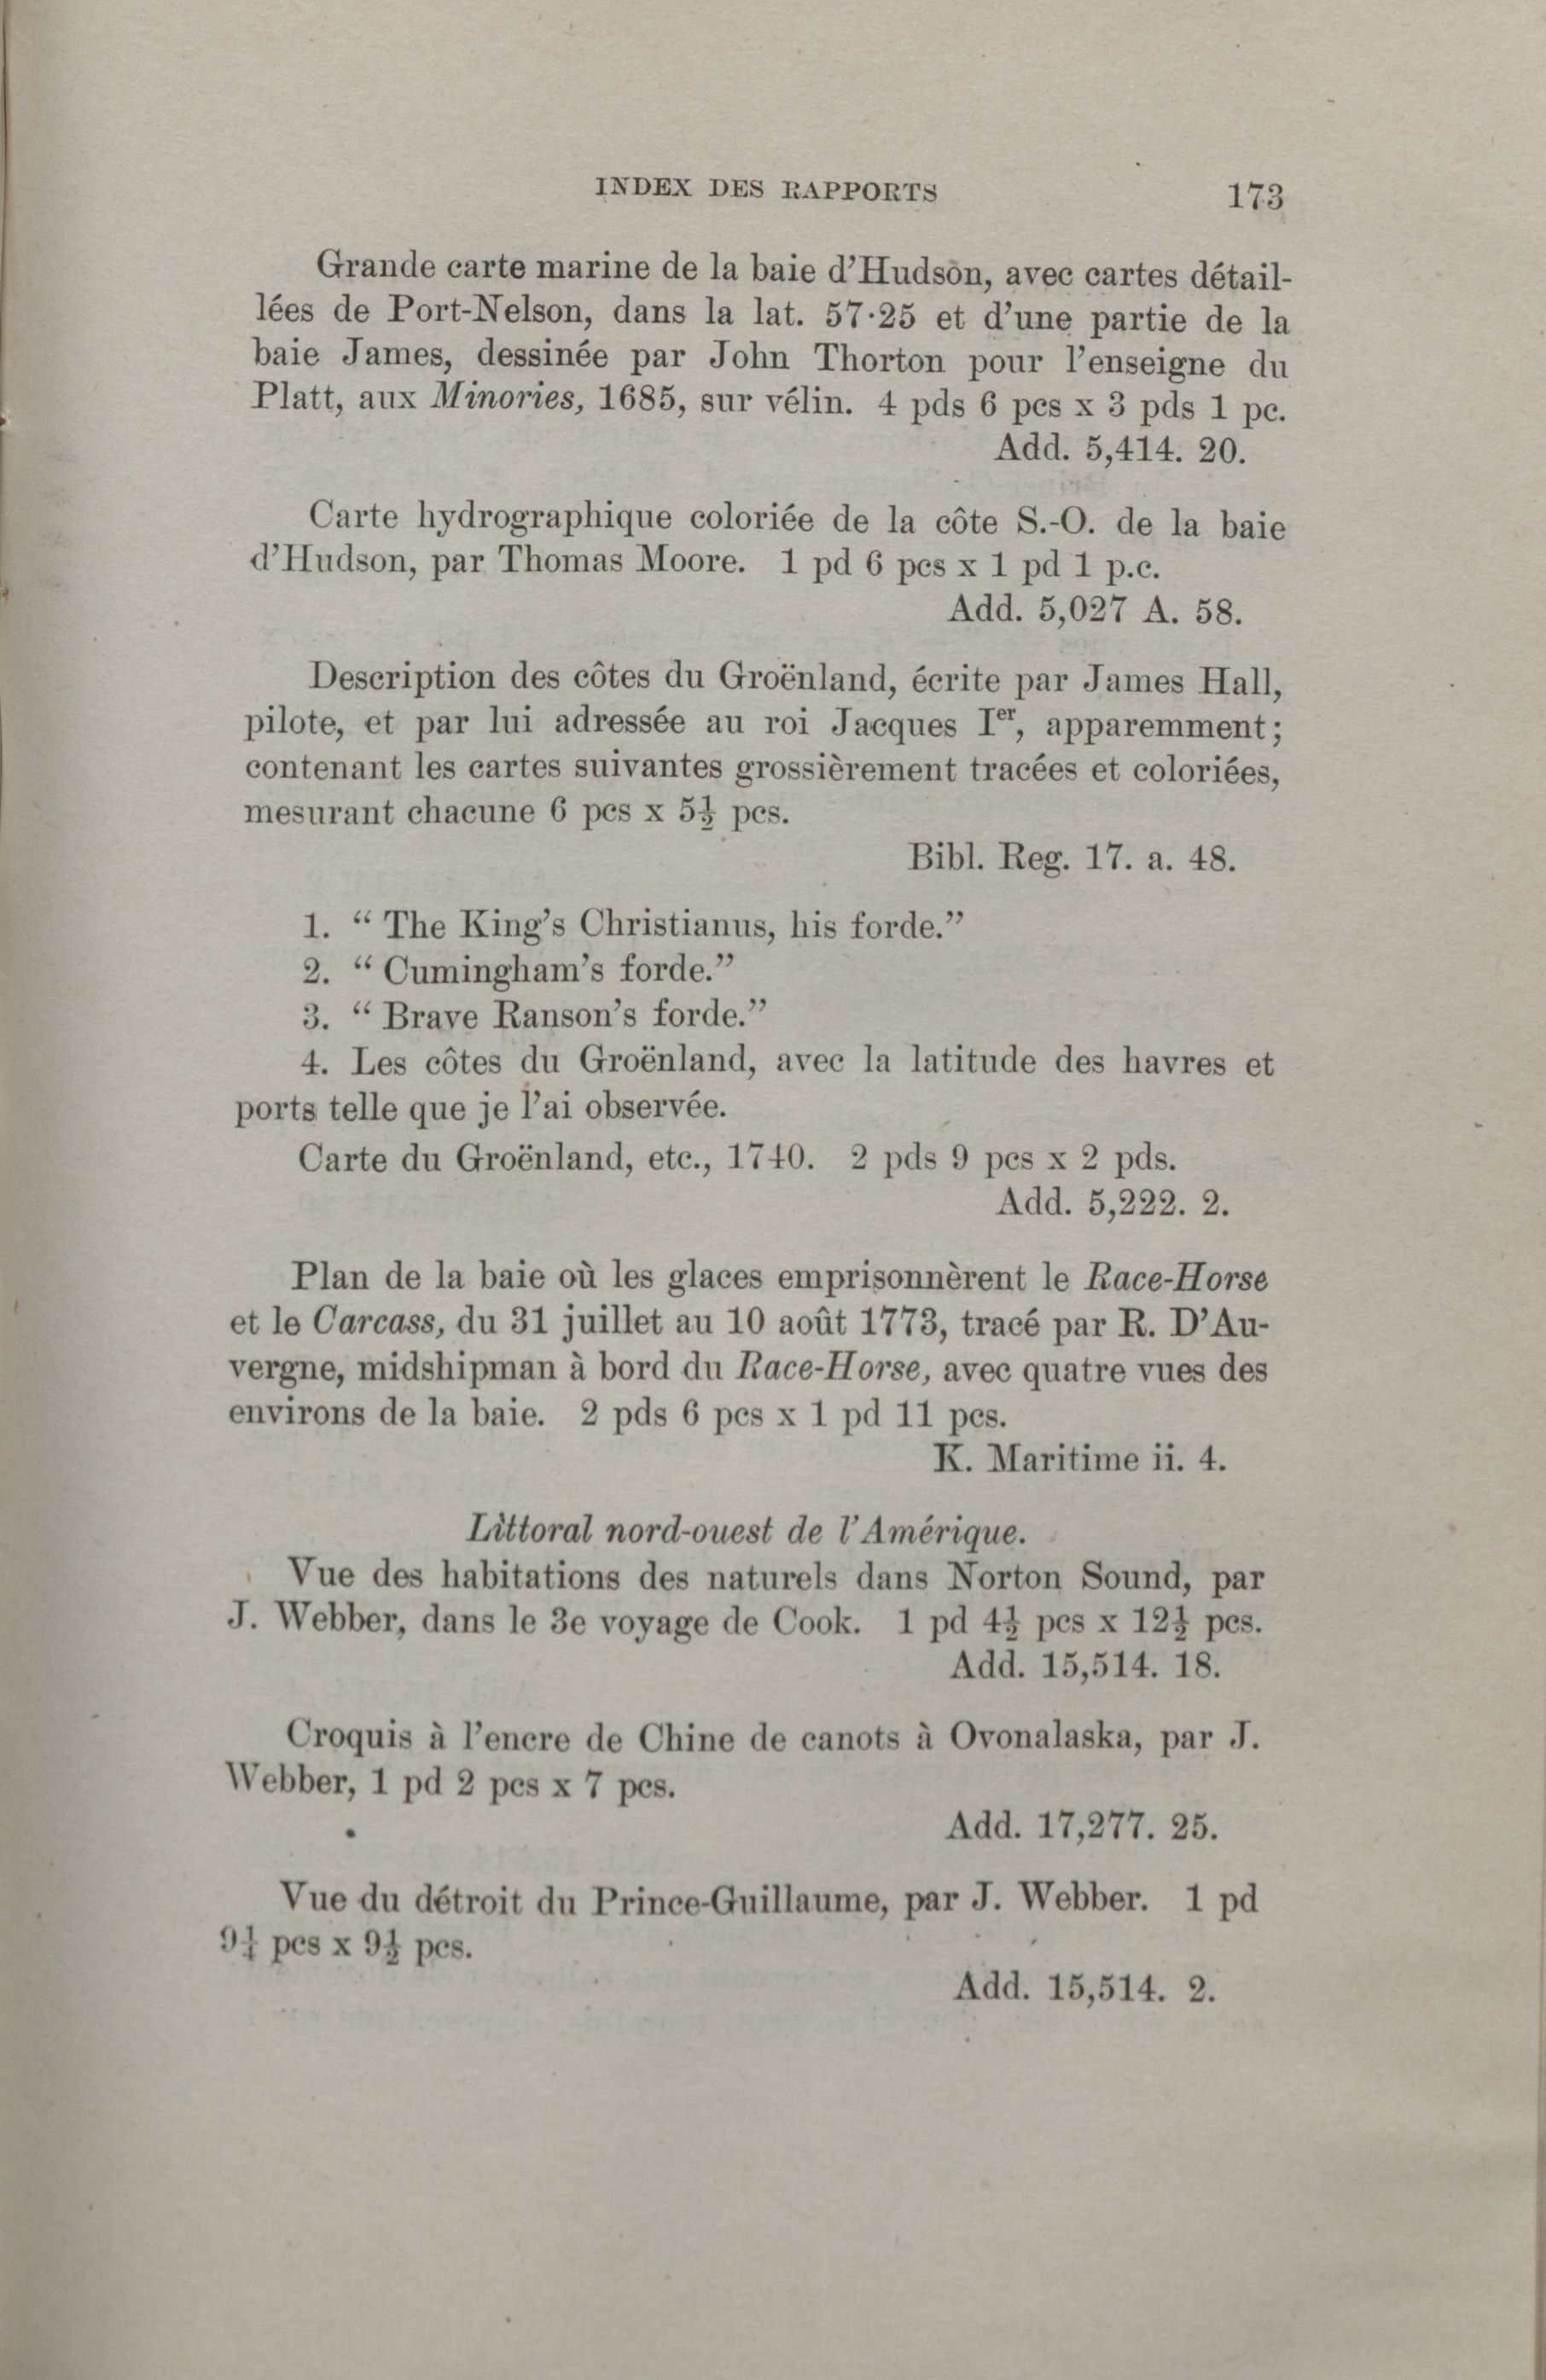 INDEX DES RAPPORTS 173
Grande carte marine de la baie d'Hudson, avec cartes détail-
lées de Port-Nelson, dans la lat. 57·25 et d'une partie de la
baie James, dessinée par John Thorton pour l'enseigne du
Platt, aux Minories, 1685, sur vélin. 4 pds 6 pcs x 3 pds 1 pc.
Add. 5,414. 20.
Carte hydrographique coloriée de la côte S.-O. de la baie
d'Hudson, par Thomas Moore. 1 pd 6 pcs x 1 pd 1 p.c.
Add. 5,027 A. 58.
Description des côtes du Groënland, écrite par James Hall,
pilote, et par lui adressée au roi Jacques Ier, apparemment;
contenant les cartes suivantes grossièrement tracées et coloriées,
mesurant chacune 6 pcs x 5½ pcs.
Bibl. Reg. 17. a. 48.
1. " The King's Christianus, his forde."
2. " Cumingham's forde."
3. " Brave Ranson's forde."
4. Les côtes du Groënland, avec la latitude des havres et
ports telle que je l'ai observée.
Carte du Groënland, etc., 1740. 2 pds 9 pcs x 2 pds.
Add. 5,222. 2.
Plan de la baie où les glaces emprisonnèrent le Race-Horse
et le Carcass, du 31 juillet au 10 août 1773, tracé par R. D'Au-
vergne, midshipman à bord du Race-Horse, avec quatre vues des
environs de la baie. 2 pds 6 pcs x 1 pd 11 pcs.
K. Maritime ii. 4.
Littoral nord-ouest de l'Amérique.
Vue des habitations des naturels dans Norton Sound, par
J. Webber, dans le 3e voyage de Cook. 1 pd 4½ pcs x 12½ pcs.
Add. 15,514. 18.
Croquis à l'encre de Chine de canots à Ovonalaska, par J.
Webber, 1 pd 2 pcs x 7 pcs.
Add. 17,277. 25.
Vue du détroit du Prince-Guillaume, par J. Webber. 1 pd
9¼ pcs x 9½ pcs.
Add. 15,514. 2.